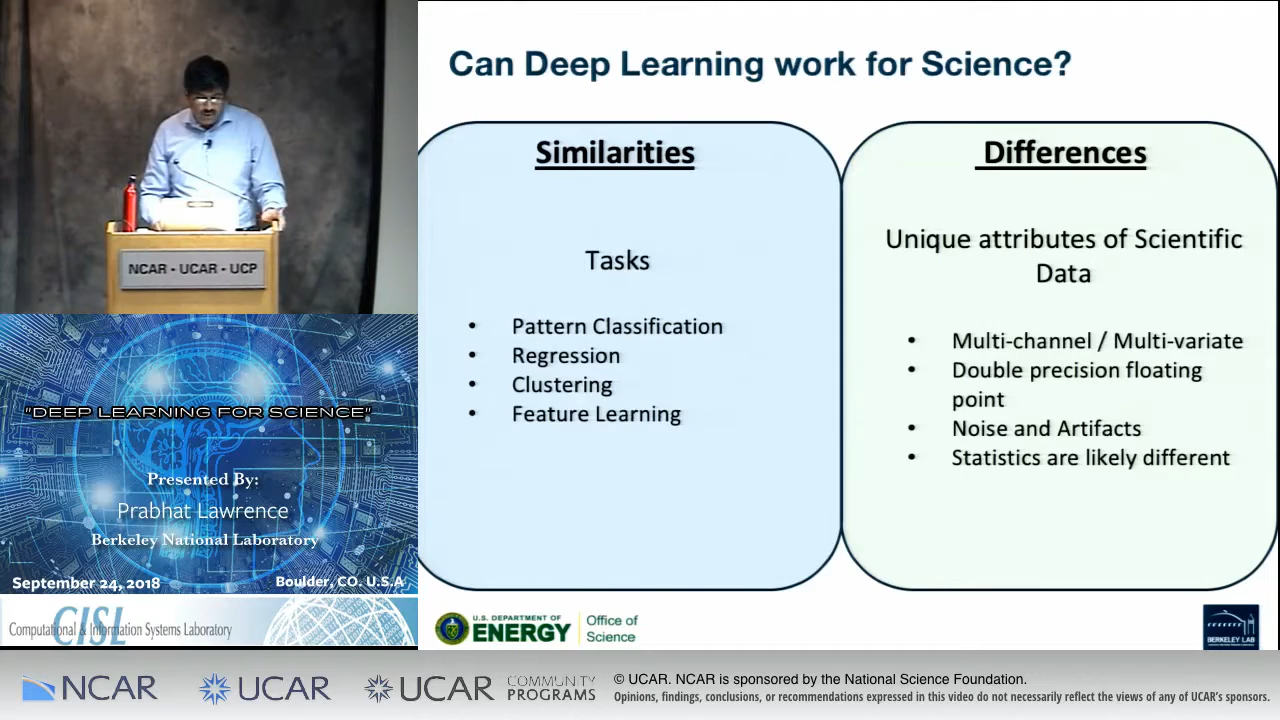 Can Deep Learning work for Science?
Similarities
Tasks
• Pattern Classification
• Regression
• Clustering
• Feature Learning
Differences
Unique attributes of Scientific
Data
• Multi-channel / Multi-variate
• Double precision floating
point
• Noise and Artifacts
• Statistics are likely different
NCAR - UCAR - UCP
"DEEP LEARNING FOR SCIENCE"
Presented By:
Prabhat Lawrence
Berkeley National Laboratory
September 24, 2018
Boulder, CO. U.S.A
CISL
Computational & Information Systems Laboratory
U.S. DEPARTMENT OF
ENERGY
Office of
Science
BERKELEY LAB
NCAR
UCAR
UCAR
COMMUNITY
PROGRAMS
© UCAR. NCAR is sponsored by the National Science Foundation.
Opinions, findings, conclusions, or recommendations expressed in this video do not necessarily reflect the views of any of UCAR's sponsors.